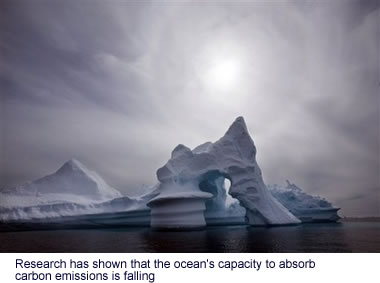 Research has shown that the ocean's capacity to absorb
carbon emissions is falling